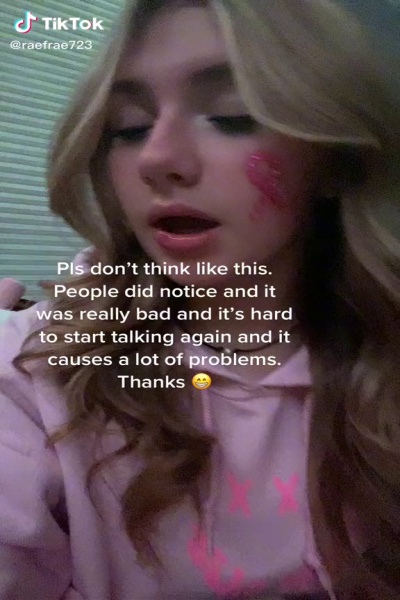 TikTok
@raefrae723
Pls don't think like this.
People did notice and it
was really bad and it's hard
to start talking again and it
causes a lot of problems.
Thanks 😁
X X